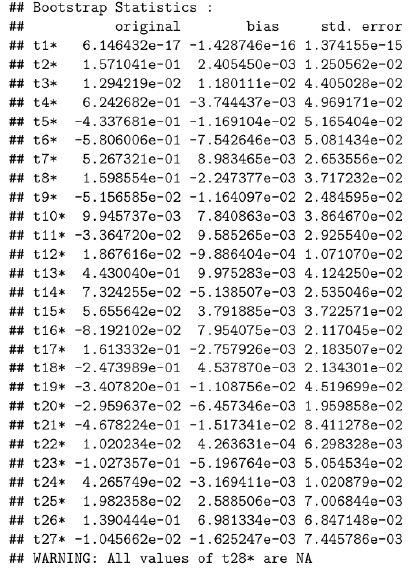 ## Bootstrap Statistics :
##          original        bias     std. error
## t1*   6.146432e-17 -1.428746e-16 1.374155e-15
## t2*   1.571041e-01  2.405450e-03 1.250562e-02
## t3*   1.294219e-02  1.180111e-02 4.405028e-02
## t4*   6.242681e-01 -3.744437e-03 4.969171e-02
## t5*  -4.337681e-01 -1.169104e-02 5.165404e-02
## t6*  -5.806006e-01 -7.542646e-03 5.081434e-02
## t7*   5.267321e-01  8.983465e-03 2.653556e-02
## t8*   1.598554e-01 -2.247377e-03 3.717232e-02
## t9*  -5.156585e-02 -1.164097e-02 2.484595e-02
## t10*  9.945737e-03  7.840863e-03 3.864670e-02
## t11* -3.364720e-02  9.585265e-03 2.925540e-02
## t12*  1.867616e-02 -9.886404e-04 1.071070e-02
## t13*  4.430040e-01  9.975283e-03 4.124250e-02
## t14*  7.324255e-02 -5.138507e-03 2.535046e-02
## t15*  5.655642e-02  3.791885e-03 3.722571e-02
## t16* -8.192102e-02  7.954075e-03 2.117045e-02
## t17*  1.613332e-01 -2.757926e-03 2.183507e-02
## t18* -2.473989e-01  4.537870e-03 2.134301e-02
## t19* -3.407820e-01 -1.108756e-02 4.519699e-02
## t20* -2.959637e-02 -6.457346e-03 1.959858e-02
## t21* -4.678224e-01 -1.517341e-02 8.411278e-02
## t22*  1.020234e-02  4.263631e-04 6.298328e-03
## t23* -1.027357e-01 -5.196764e-03 5.054534e-02
## t24*  4.265749e-02 -3.169411e-03 1.020879e-02
## t25*  1.982358e-02  2.588506e-03 7.006844e-03
## t26*  1.390444e-01  6.981334e-03 6.847148e-02
## t27* -1.045662e-02 -1.625247e-03 7.445786e-03
## WARNING: All values of t28* are NA